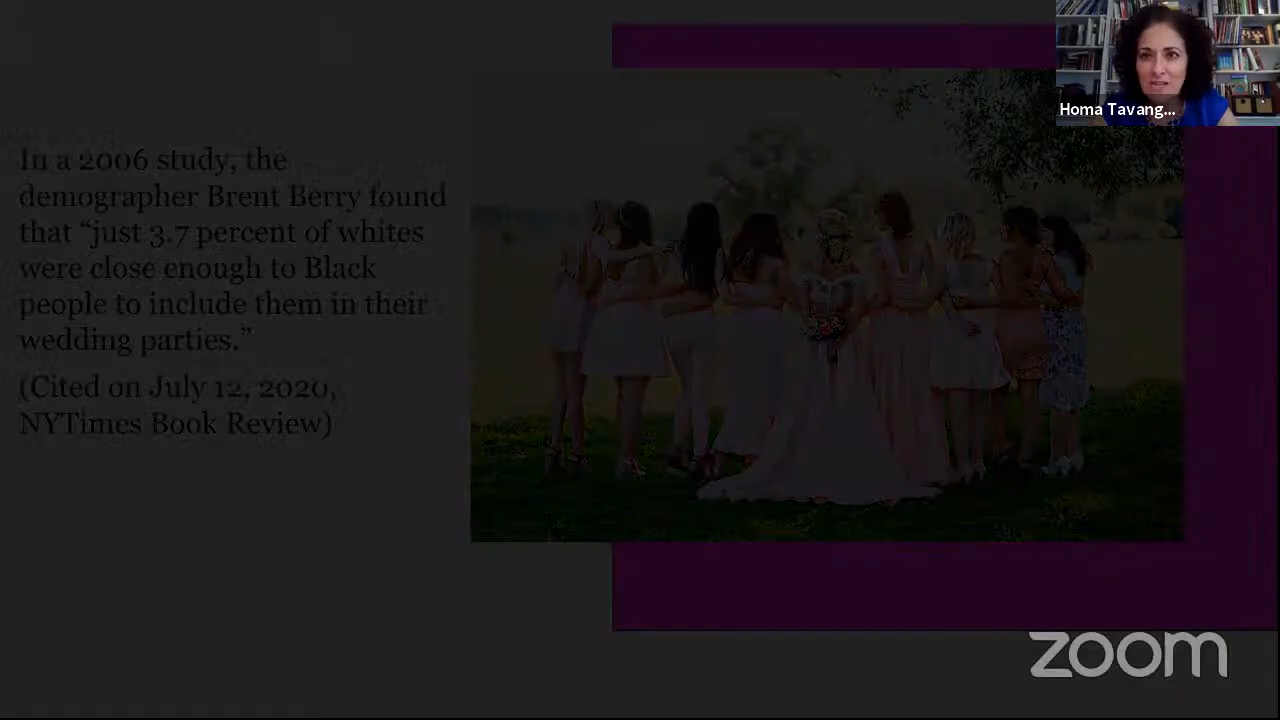 Homa Tavang...
In a 2006 study, the
demographer Brent Berry found
that “just 3.7 percent of whites
were close enough to Black
people to include them in their
wedding parties.”
(Cited on July 12, 2020,
NYTimes Book Review)
zoom